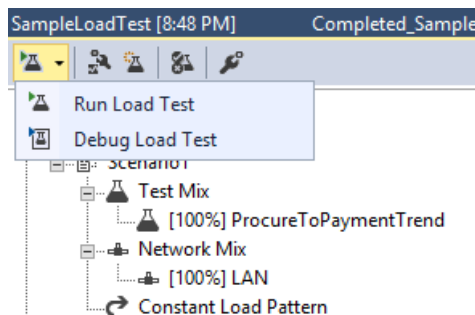 SampleLoadTest [8:48 PM] Completed_Sample
Run Load Test
Debug Load Test
Scenario1
Test Mix
[100%] ProcureToPaymentTrend
Network Mix
[100%] LAN
Constant Load Pattern